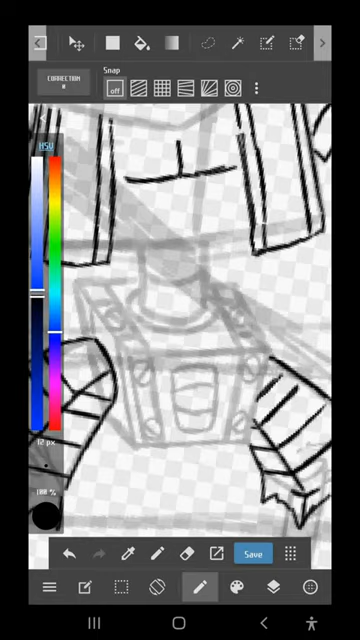 CORRECTION
Snap
off
HSV
12 px
100 %
Save